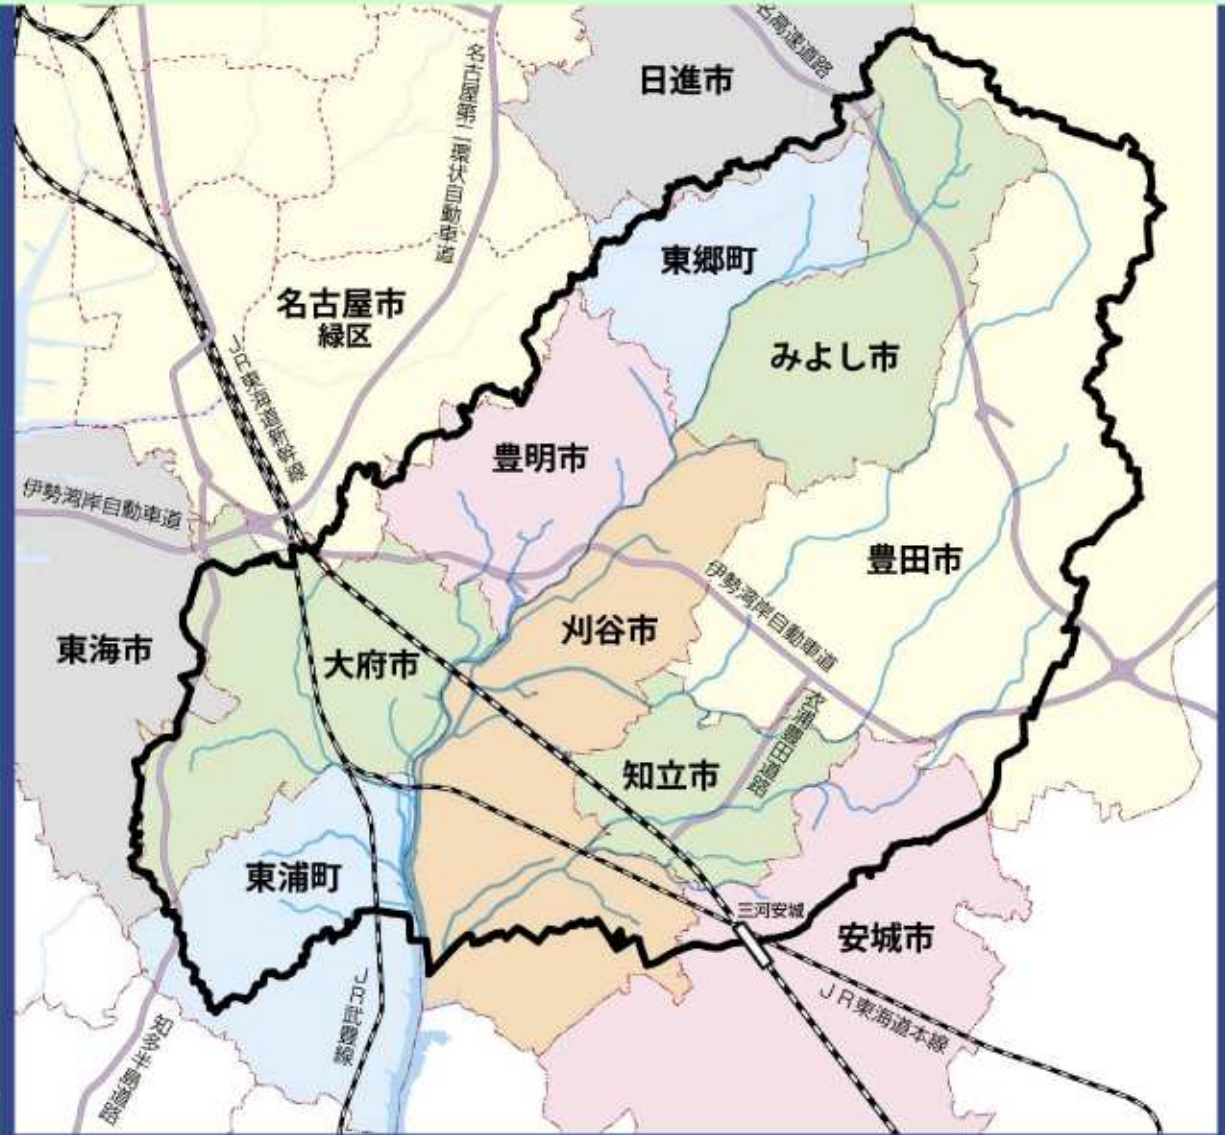 名高速道路
日進市
名古屋第二環状自動車道
東郷町
名古屋市
緑区
みよし市
JR東海道新幹線
豊明市
伊勢湾岸自動車道
豊田市
伊勢湾岸自動車道
刈谷市
東海市
大府市
衣浦豊田道路
知立市
東浦町
三河安城
安城市
JR武豊線
JR東海道本線
知多半島道路